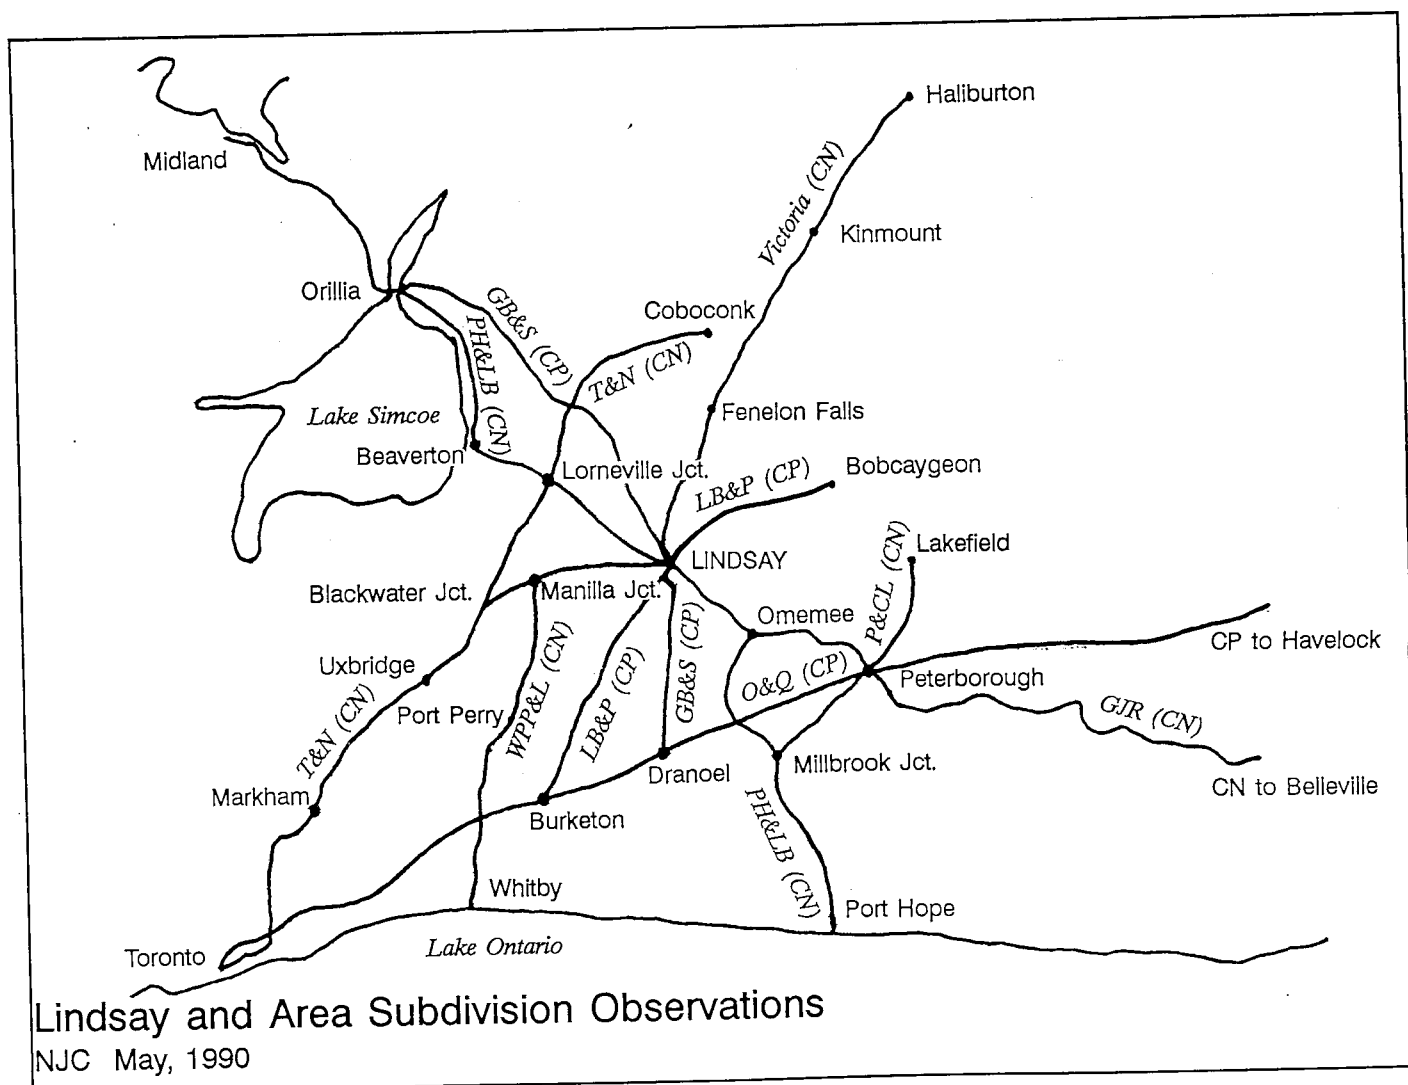 Haliburton
Midland
Victoria (CN)
Kinmount
Orillia
GB&S (CP)
Coboconk
PH&LB (CN)
T&N (CN)
Lake Simcoe
Fenelon Falls
Beaverton
Lorneville Jct.
LB&P (CP)
Bobcaygeon
P&CL (CN)
Lakefield
LINDSAY
Blackwater Jct.
Manilla Jct.
Omemee
CP to Havelock
Uxbridge
WPP&L (CN)
LB&P (CP)
GB&S (CP)
O&Q (CP)
Peterborough
T&N (CN)
Port Perry
GJR (CN)
Dranoel
Millbrook Jct.
Markham
CN to Belleville
Burketon
PH&LB (CN)
Whitby
Port Hope
Toronto
Lake Ontario
Lindsay and Area Subdivision Observations
NJC May, 1990